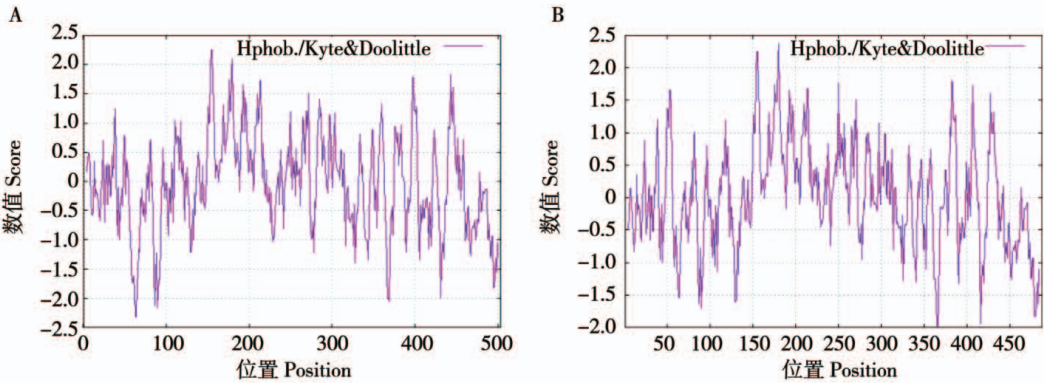 A
Hphob./Kyte&Doolittle
数值 Score
2.5
2.0
1.5
1.0
0.5
0
−0.5
−1.0
−1.5
−2.0
−2.5
0 100 200 300 400 500
位置 Position
B
Hphob./Kyte&Doolittle
数值 Score
2.5
2.0
1.5
1.0
0.5
0
−0.5
−1.0
−1.5
−2.0
50 100 150 200 250 300 350 400 450
位置 Position